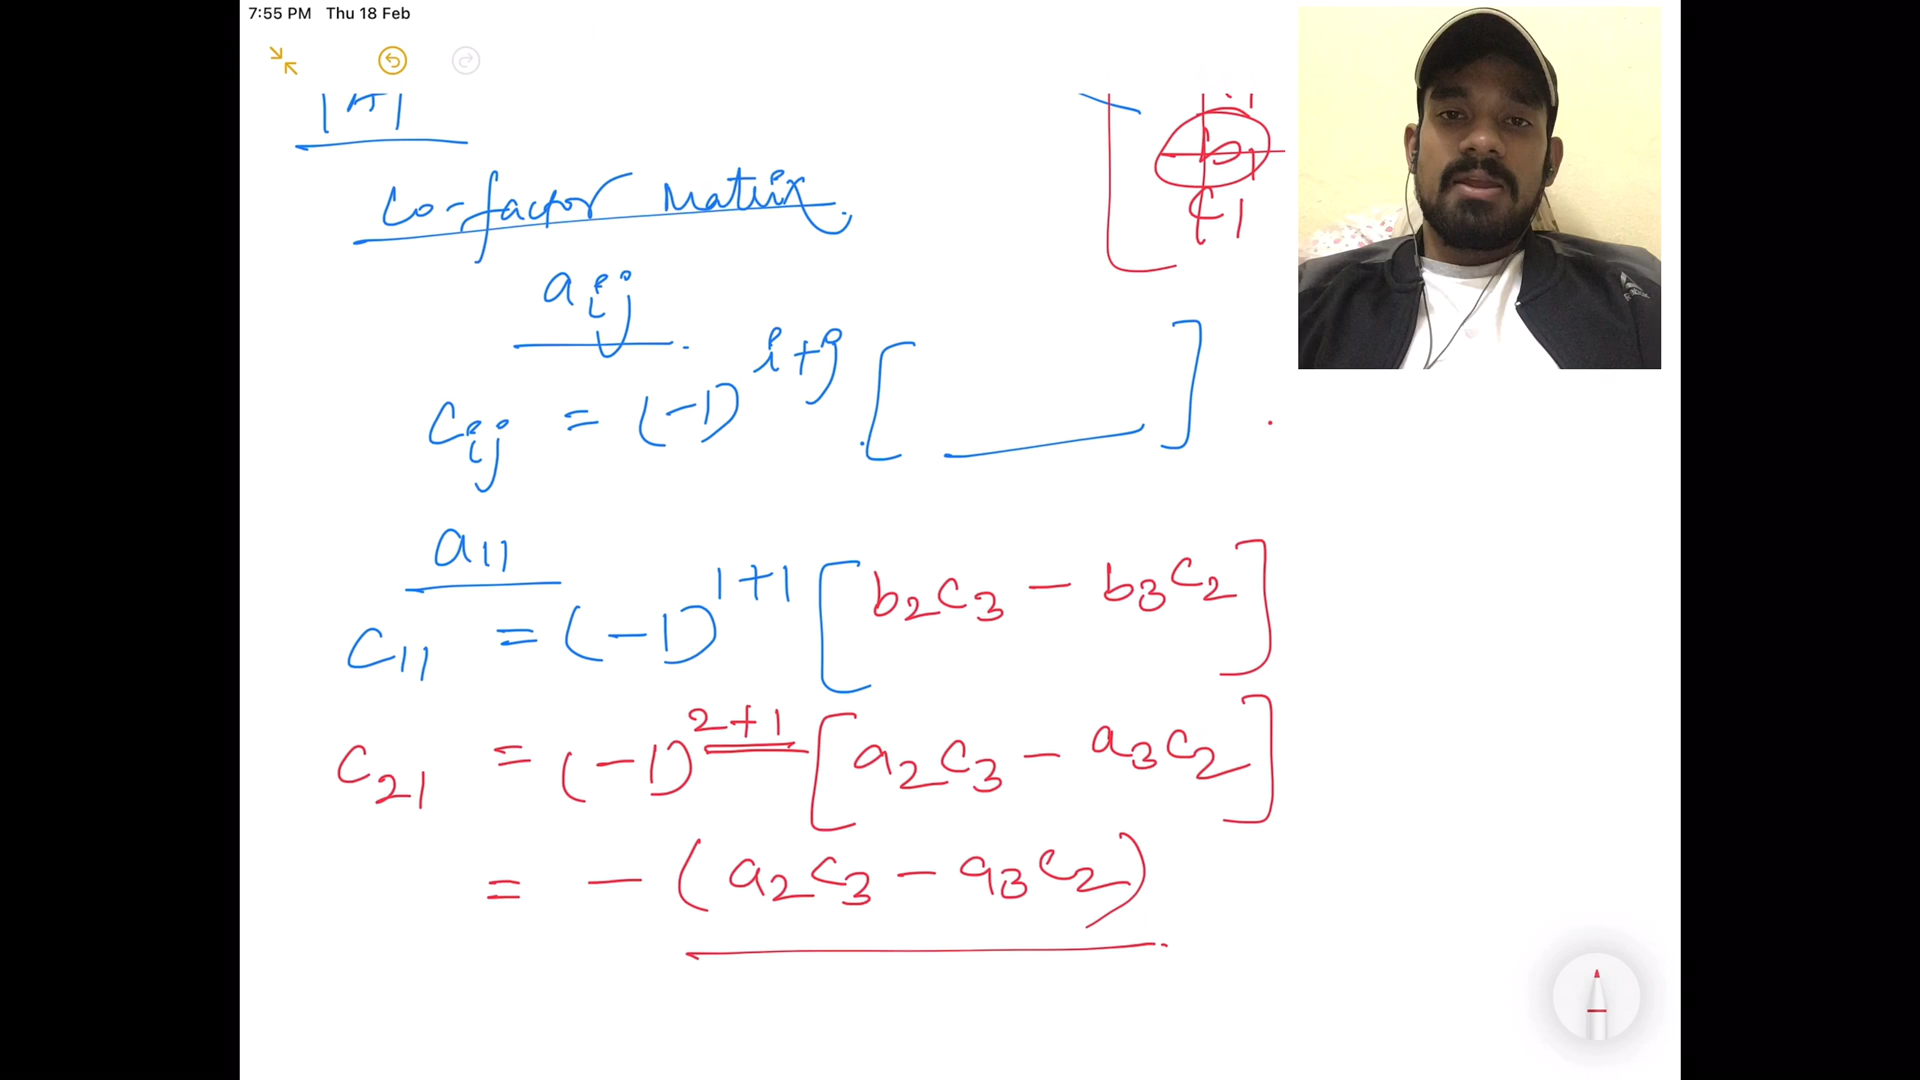 7:55 PM Thu 18 Feb
|A|
Co-factor Matrix.
aij
Cij = (-1)^i+j [ ____ ]
a11
C11 = (-1)^1+1 [b2c3 - b3c2]
C21 = (-1)^2+1 [a2c3 - a3c2]
= - (a2c3 - a3c2)